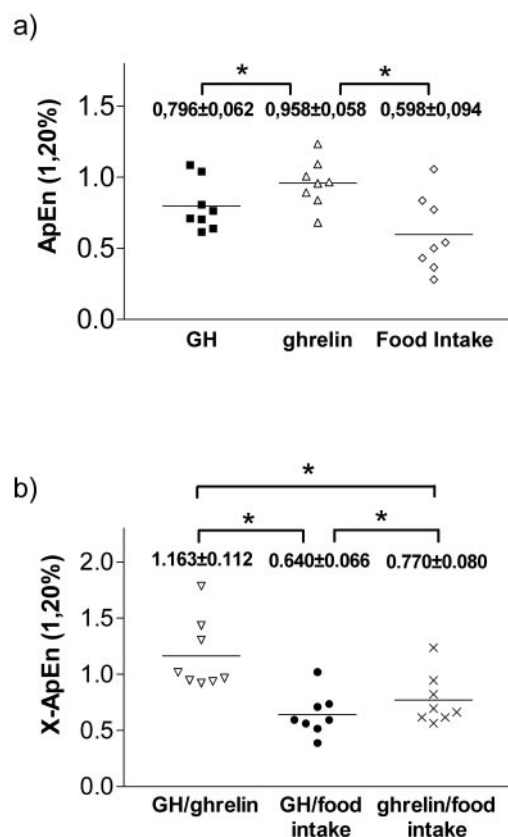 a)
* *
0,796±0,062 0,958±0,058 0,598±0,094
ApEn (1,20%)
1.5
1.0
0.5
0.0
GH ghrelin Food Intake
b)
*
* *
1.163±0.112 0.640±0.066 0.770±0.080
X-ApEn (1,20%)
2.0
1.5
1.0
0.5
0.0
GH/ghrelin GH/food ghrelin/food
intake intake